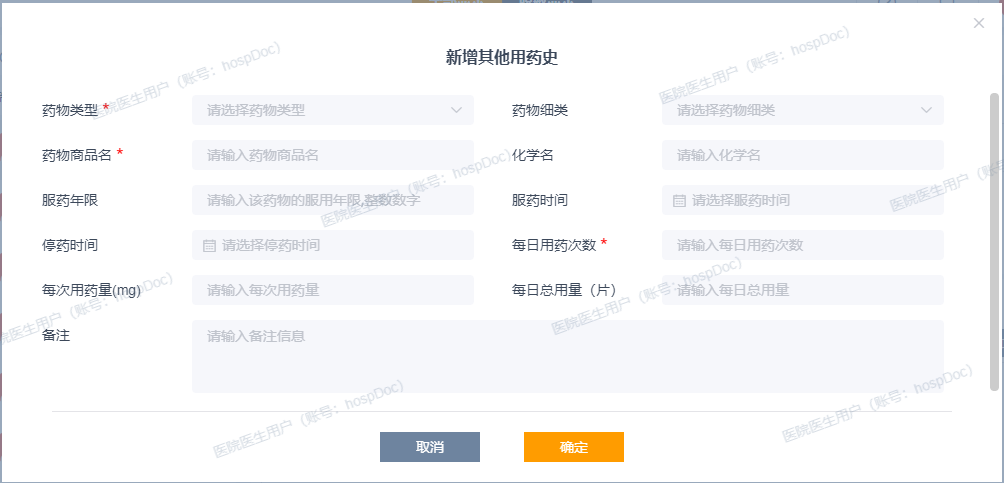 新增其他用药史
药物类型 * 请选择药物类型 药物细类 请选择药物细类
药物商品名 * 请输入药物商品名 化学名 请输入化学名
服药年限 请输入该药物的服用年限,整数数字 服药时间 请选择服药时间
停药时间 请选择停药时间 每日用药次数 * 请输入每日用药次数
每次用药量(mg) 请输入每次用药量 每日总用量（片） 请输入每日总用量
备注 请输入备注信息
取消 确定
医院医生用户（账号：hospDoc）
医院医生用户（账号：hospDoc）
医院医生用户（账号：hospDoc）
医院医生用户（账号：
医院医生用户（账号：hospDoc）
医院医生用户（账号：hospDoc）
医院医生用户（账号：hospDoc）
医院医生用户（账号：hospDoc）